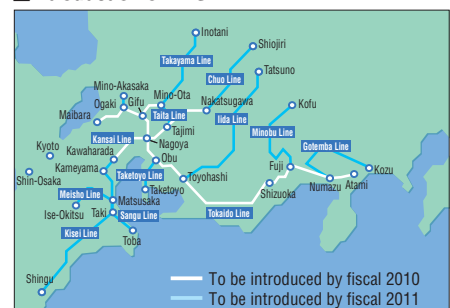 Inotani
Shiojiri
Takayama Line
Chuo Line
Tatsuno
Mino-Akasaka
Mino-Ota
Ogaki
Gifu
Taita Line
Nakatsugawa
Iida Line
Kofu
Maibara
Tajimi
Minobu Line
Kansai Line
Nagoya
Gotemba Line
Kyoto
Kawaharada
Obu
Fuji
Kozu
Shin-Osaka
Kameyama
Taketoyo Line
Toyohashi
Atami
Numazu
Meisho Line
Taketoyo
Shizuoka
Matsusaka
Ise-Okitsu
Taki
Sangu Line
Tokaido Line
Kisei Line
Toba
Shingu
To be introduced by fiscal 2010
To be introduced by fiscal 2011